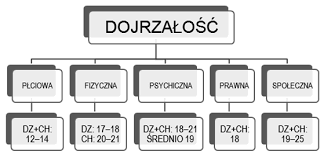 DOJRZAŁOŚĆ
PŁCIOWA
FIZYCZNA
PSYCHICZNA
PRAWNA
SPOŁECZNA
DZ+CH:
12–14
DZ: 17–18
CH: 20–21
DZ+CH: 18–21
ŚREDNIO 19
DZ+CH:
18
DZ+CH:
19–25